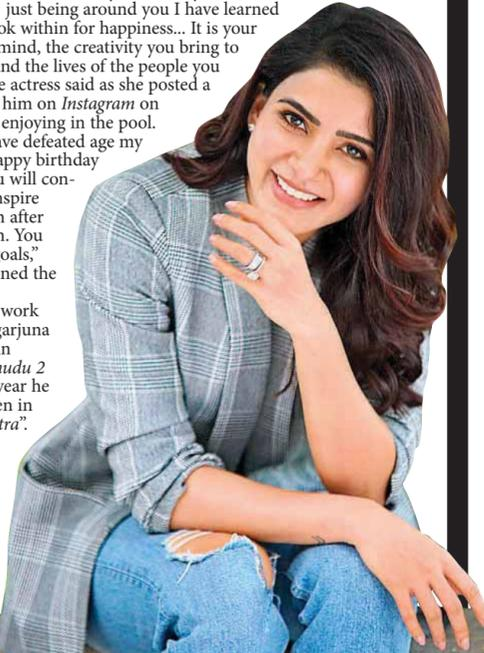 just being around you I have learned
ok within for happiness... It is your
mind, the creativity you bring to
nd the lives of the people you
e actress said as she posted a
him on Instagram on
enjoying in the pool.
ve defeated age my
appy birthday
u will con-
nspire
n after
n. You
oals,”
ned the
work
garjuna
n
nudu 2
year he
en in
tra”.